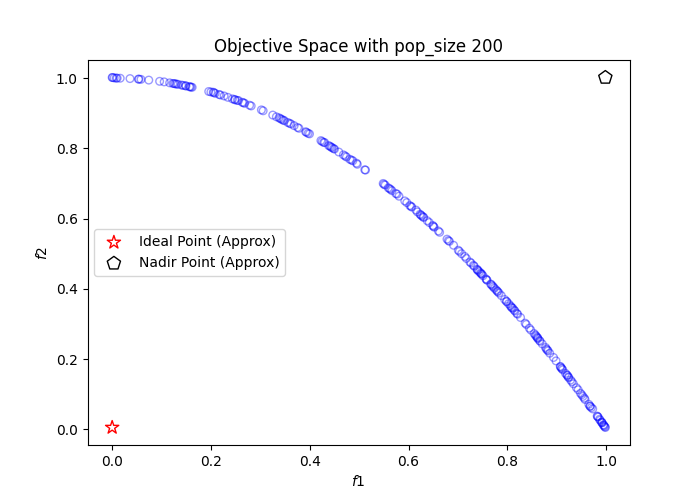 Objective Space with pop_size 200
1.0
0.8
0.6
0.4
0.2
0.0
f2
Ideal Point (Approx)
Nadir Point (Approx)
0.0 0.2 0.4 0.6 0.8 1.0
f1